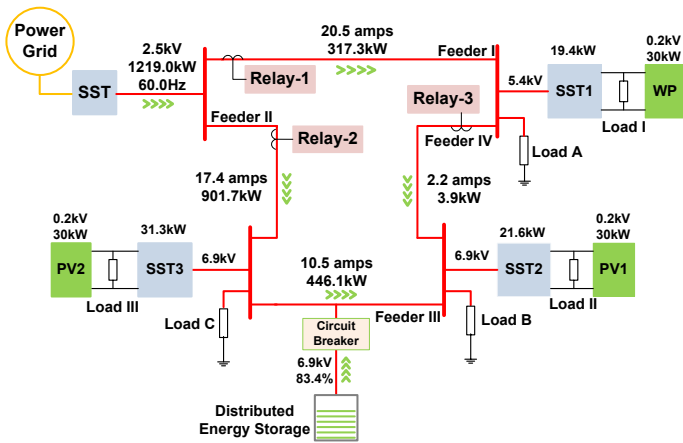 Power
Grid
SST
2.5kV
1219.0kW
60.0Hz
20.5 amps
317.3kW
Relay-1
Feeder I
Relay-3
Feeder IV
5.4kV
19.4kW
SST1
Load I
0.2kV
30kW
WP
Load A
Feeder II
Relay-2
17.4 amps
901.7kW
2.2 amps
3.9kW
0.2kV
30kW
PV2
Load III
31.3kW
SST3
6.9kV
Load C
10.5 amps
446.1kW
Feeder III
6.9kV
21.6kW
SST2
Load II
0.2kV
30kW
PV1
Load B
Circuit
Breaker
6.9kV
83.4%
Distributed
Energy Storage